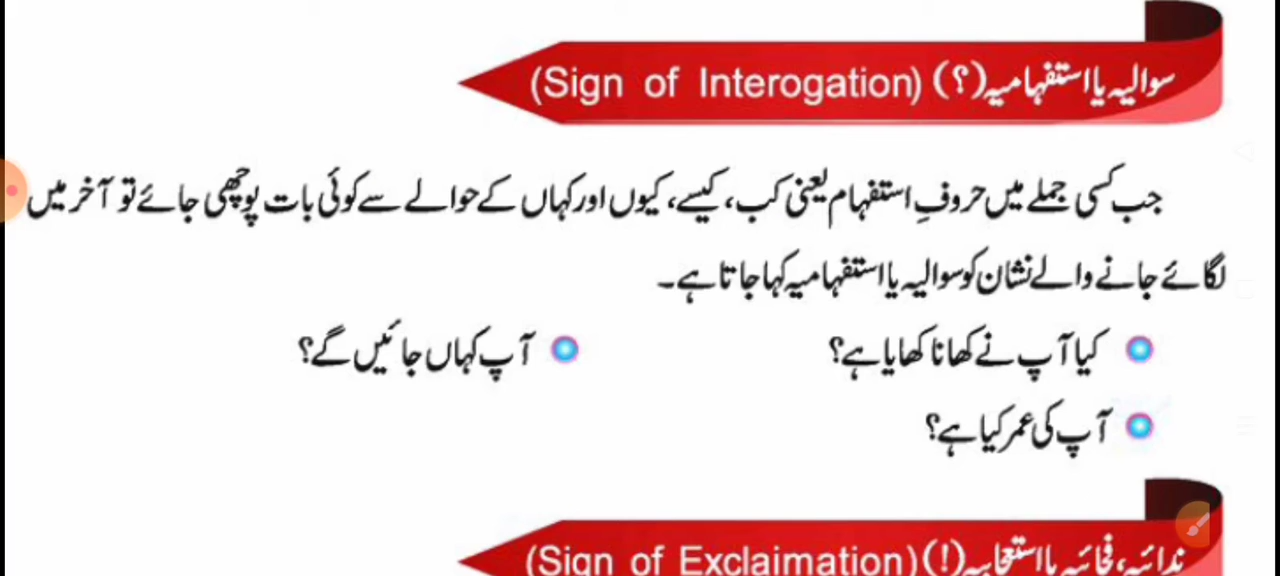 سوالیہ یا استفہامیہ (؟) (Sign of Interogation)
جب کسی جملے میں حروفِ استفہام یعنی کب، کیسے، کیوں اور کہاں کے حوالے سے کوئی بات پوچھی جائے تو آخر میں
لگائے جانے والے نشان کو سوالیہ یا استفہامیہ کہا جاتا ہے۔
کیا آپ نے کھانا کھایا ہے؟ آپ کہاں جائیں گے؟
آپ کی عمر کیا ہے؟
ندائیہ، فجائیہ یا استعجابیہ (!) (Sign of Exclaimation)